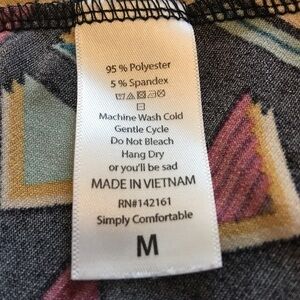 95 % Polyester
5 % Spandex
Machine Wash Cold
Gentle Cycle
Do Not Bleach
Hang Dry
or you'll be sad
MADE IN VIETNAM
RN#142161
Simply Comfortable
M